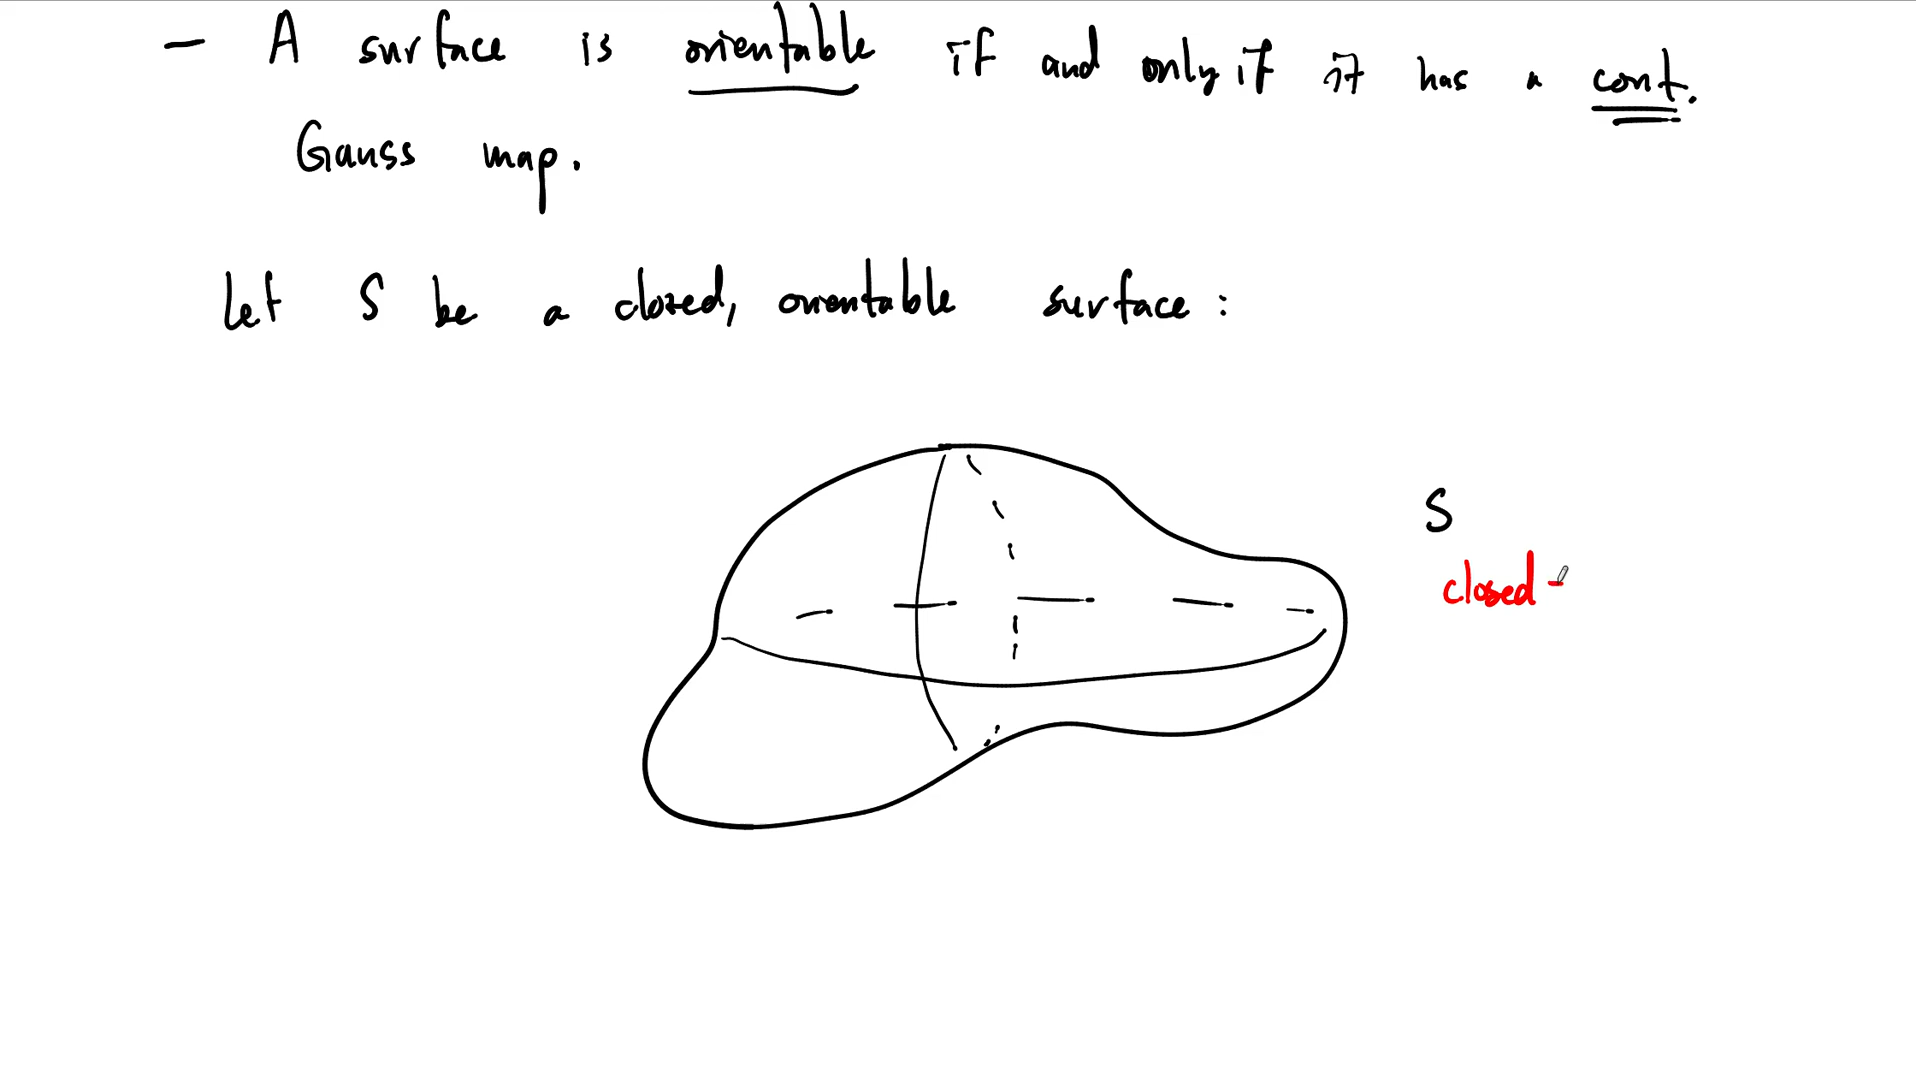 - A surface is orientable if and only if it has a cont.
Gauss map.
Let S be a closed, orientable surface:
S
closed -